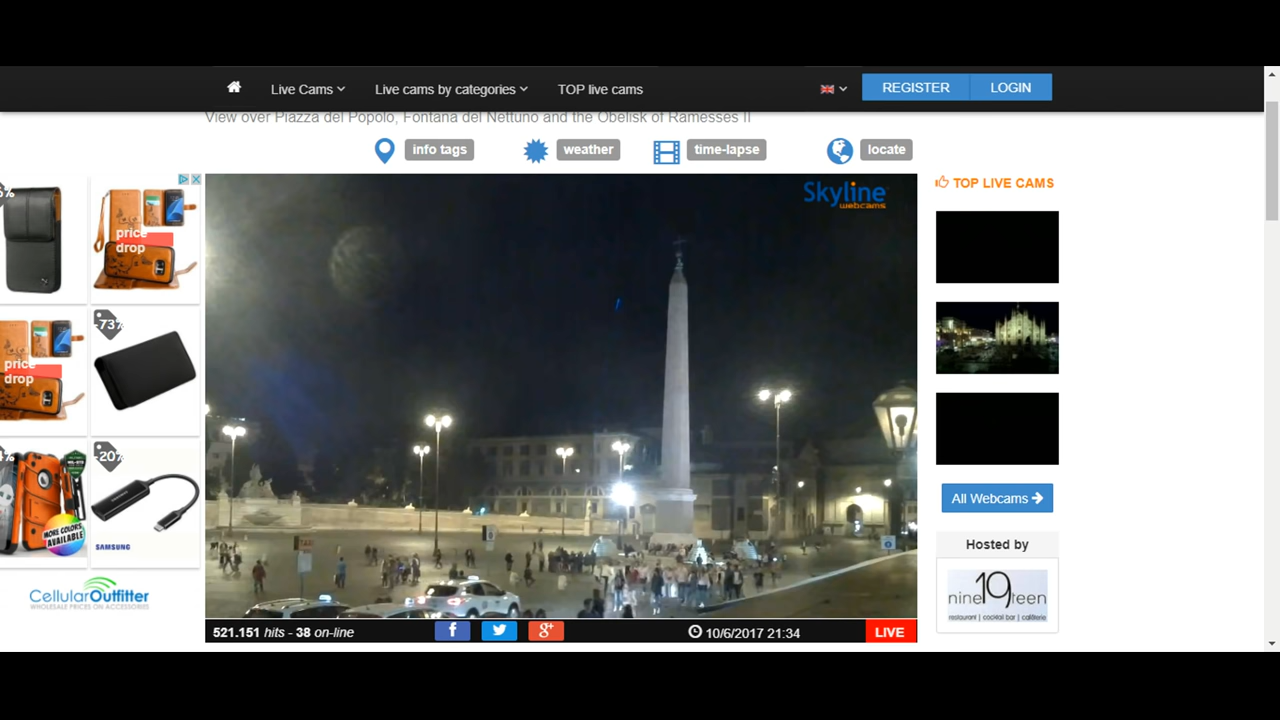 Live Cams
Live cams by categories
TOP live cams
REGISTER
LOGIN
View over Piazza del Popolo, Fontana del Nettuno and the Obelisk of Ramesses II
info tags
weather
time-lapse
locate
Skyline
webcams
TOP LIVE CAMS
price
drop
-73%
price
drop
-20%
MORE COLORS
AVAILABLE
SAMSUNG
CellularOutfitter
WHOLESALE PRICES ON ACCESSORIES
TAXI
All Webcams
Hosted by
nine19teen
restaurant | cocktail bar | caféterie
521.151 hits - 38 on-line
10/6/2017 21:34
LIVE